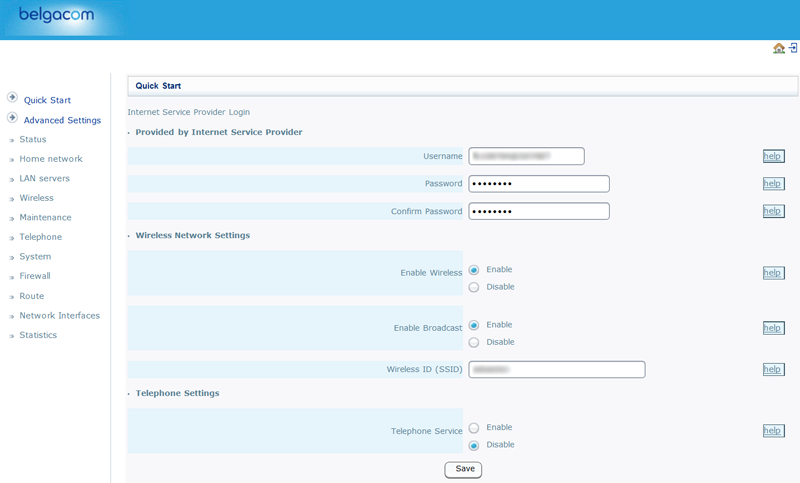 belgacom
Quick Start
Quick Start
Advanced Settings
Status
Home network
LAN servers
Wireless
Maintenance
Telephone
System
Firewall
Route
Network Interfaces
Statistics
Internet Service Provider Login
Provided by Internet Service Provider
Username help
Password •••••••• help
Confirm Password •••••••• help
Wireless Network Settings
Enable Wireless Enable help
Disable
Enable Broadcast Enable help
Disable
Wireless ID (SSID) help
Telephone Settings
Telephone Service Enable help
Disable
Save